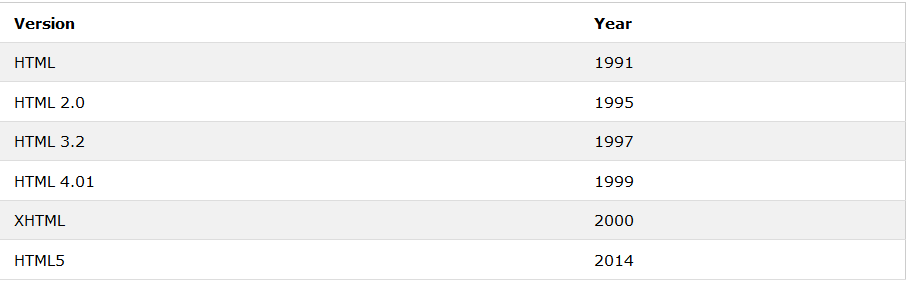 Version Year
HTML 1991
HTML 2.0 1995
HTML 3.2 1997
HTML 4.01 1999
XHTML 2000
HTML5 2014